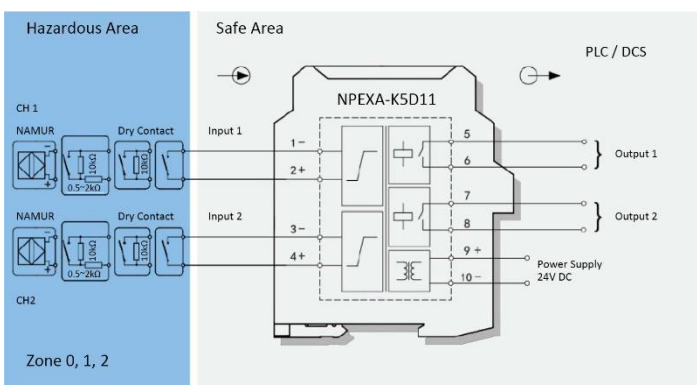 Hazardous Area
Safe Area
PLC / DCS
NPEXA-K5D11
CH 1
NAMUR
Dry Contact
Input 1
10kΩ
10kΩ
0.5~2kΩ
1-
2+
5
6
Output 1
7
8
Output 2
NAMUR
Dry Contact
Input 2
10kΩ
10kΩ
0.5~2kΩ
3-
4+
9 +
10 -
Power Supply
24V DC
CH2
Zone 0, 1, 2